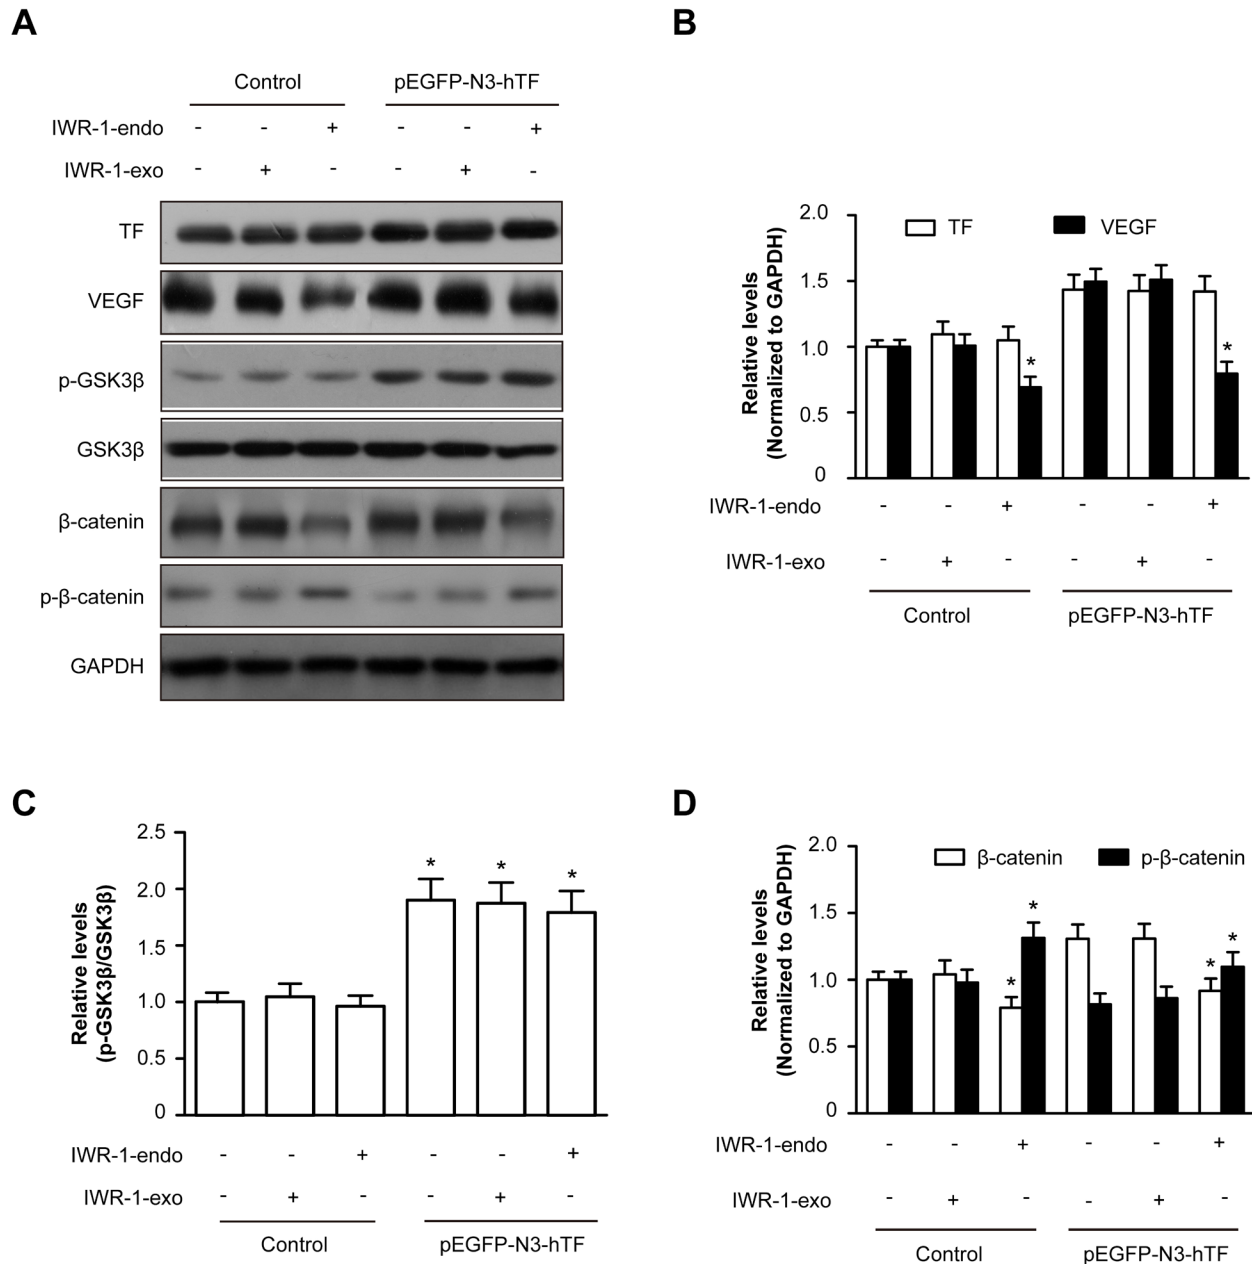 A
Control pEGFP-N3-hTF
IWR-1-endo - - + - - +
IWR-1-exo - + - - + -
TF
VEGF
p-GSK3β
GSK3β
β-catenin
p-β-catenin
GAPDH
B
Relative levels
(Normalized to GAPDH)
2.0
1.5
1.0
0.5
0
TF VEGF
*
*
IWR-1-endo - - + - - +
IWR-1-exo - + - - + -
Control pEGFP-N3-hTF
C
Relative levels
(p-GSK3β/GSK3β)
2.5
2.0
1.5
1.0
0.5
0
* * *
IWR-1-endo - - + - - +
IWR-1-exo - + - - + -
Control pEGFP-N3-hTF
D
Relative levels
(Normalized to GAPDH)
2.0
1.5
1.0
0.5
0
β-catenin p-β-catenin
* * * *
IWR-1-endo - - + - - +
IWR-1-exo - + - - + -
Control pEGFP-N3-hTF